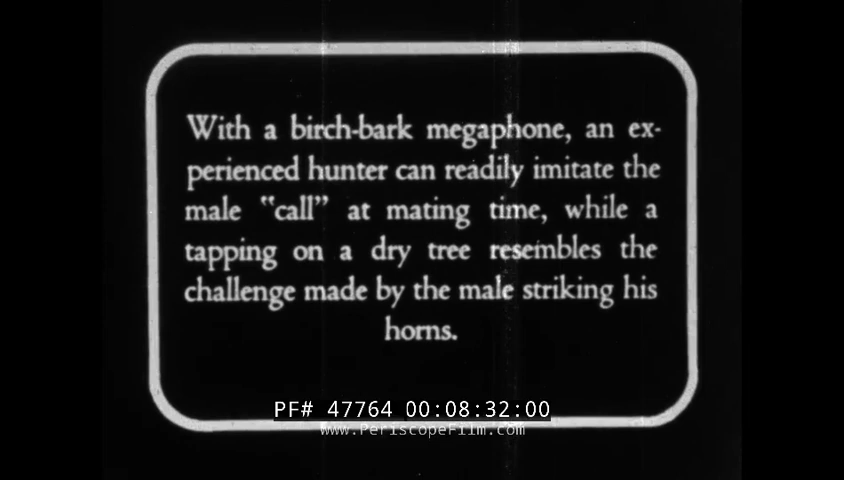 With a birch-bark megaphone, an ex-
perienced hunter can readily imitate the
male "call" at mating time, while a
tapping on a dry tree resembles the
challenge made by the male striking his
horns.
PF# 47764 00:08:32:00
www.PeriscopeFilm.com